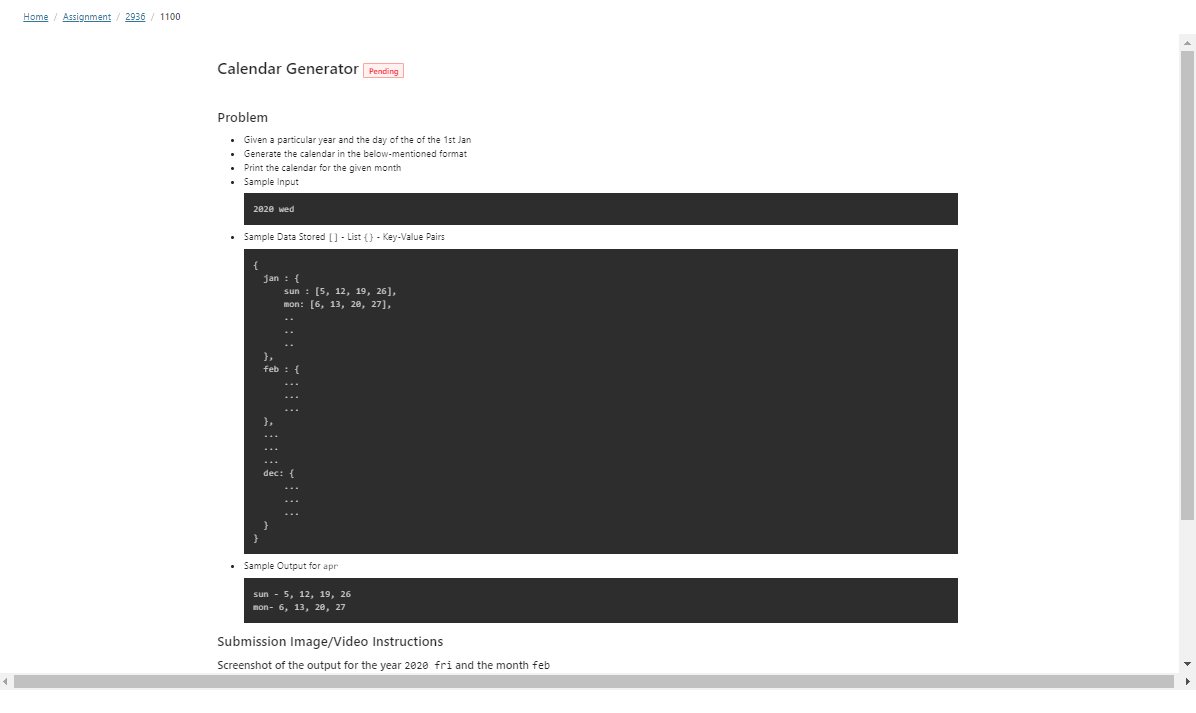 Home / Assignment / 2936 / 1100
Calendar Generator Pending
Problem
• Given a particular year and the day of the of the 1st Jan
• Generate the calendar in the below-mentioned format
• Print the calendar for the given month
• Sample Input
2020 wed
• Sample Data Stored [] - List {} - Key-Value Pairs
{
jan : {
sun : [5, 12, 19, 26],
mon: [6, 13, 20, 27],
..
..
..
},
feb : {
...
...
...
},
...
...
...
dec: {
...
...
...
}
}
• Sample Output for apr
sun - 5, 12, 19, 26
mon- 6, 13, 20, 27
Submission Image/Video Instructions
Screenshot of the output for the year 2020 fri and the month feb